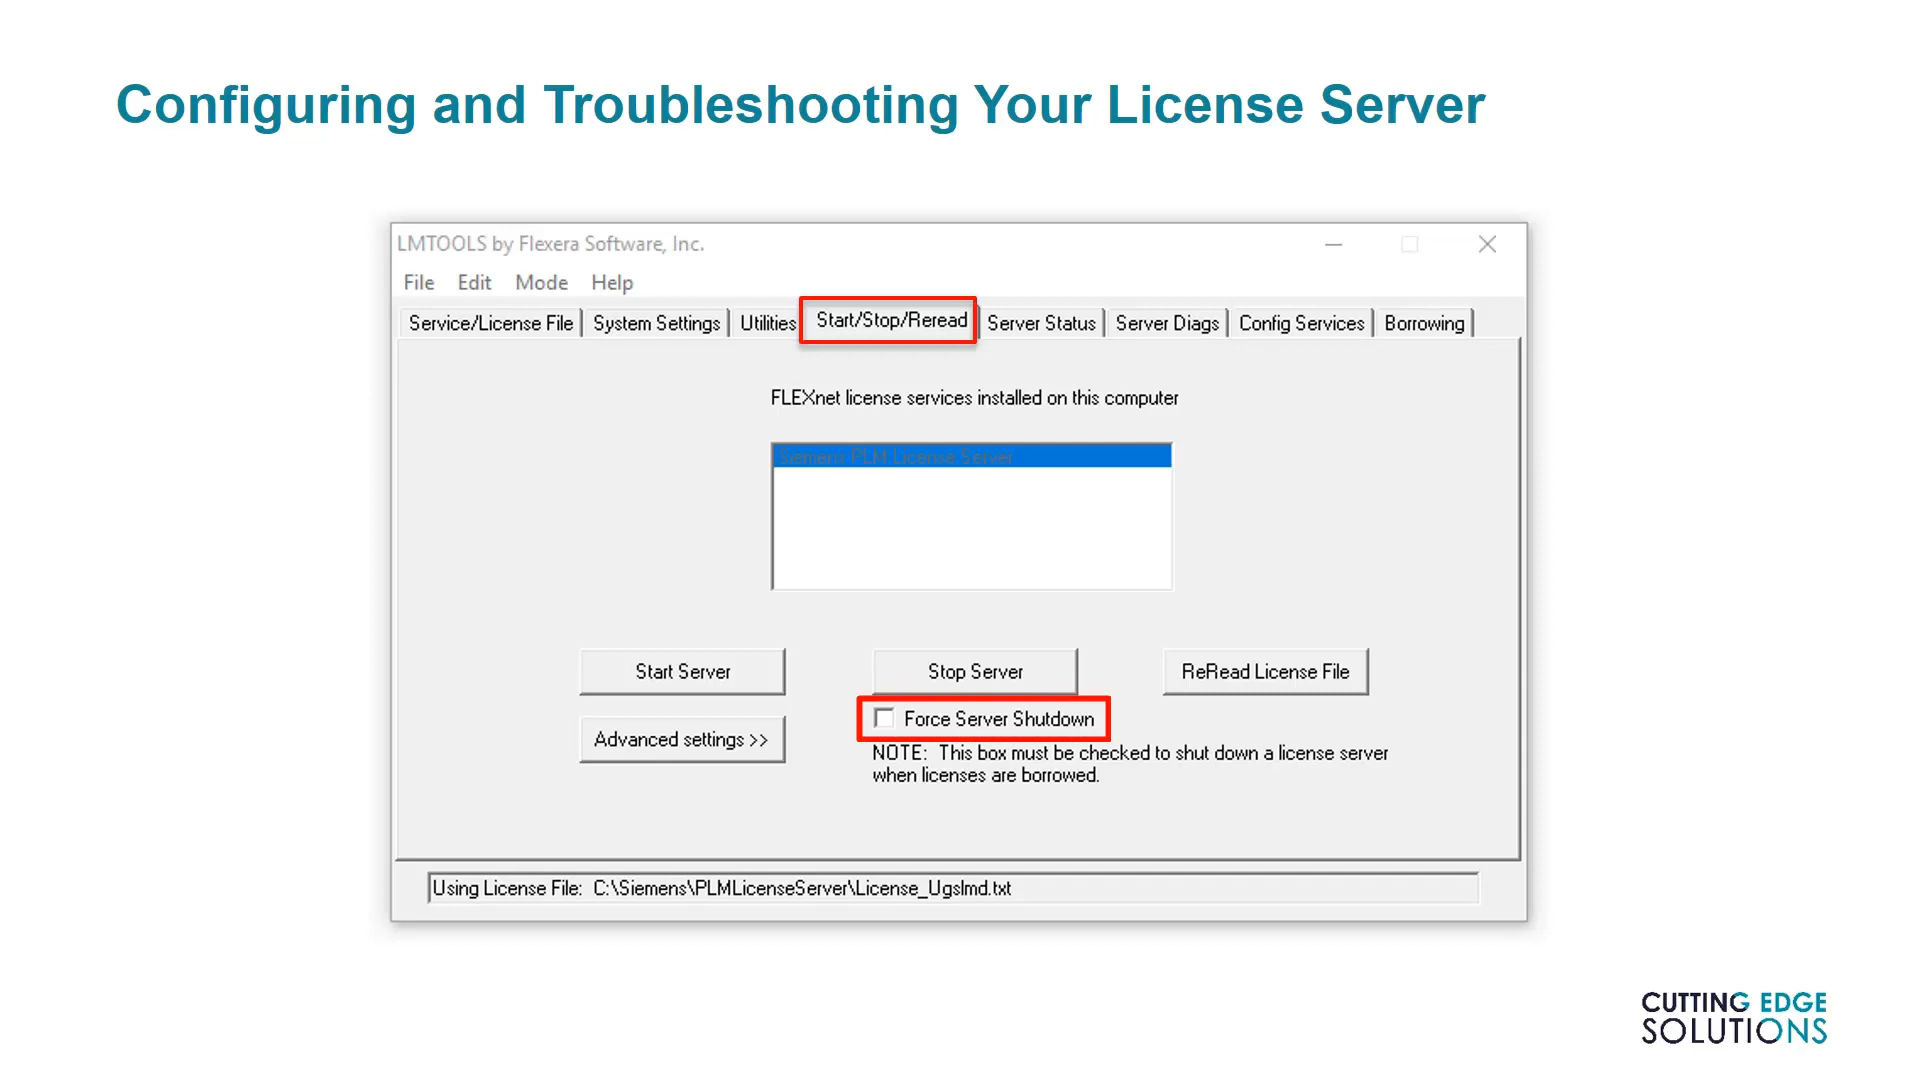 Configuring and Troubleshooting Your License Server
LMTOOLS by Flexera Software, Inc.
File Edit Mode Help
Service/License File System Settings Utilities Start/Stop/Reread Server Status Server Diags Config Services Borrowing
FLEXnet license services installed on this computer
Siemens PLM License Server
Start Server Stop Server ReRead License File
Force Server Shutdown
Advanced settings >>
NOTE: This box must be checked to shut down a license server
when licenses are borrowed.
Using License File: C:\Siemens\PLMLicenseServer\License_Ugslmd.txt
CUTTING EDGE
SOLUTIONS